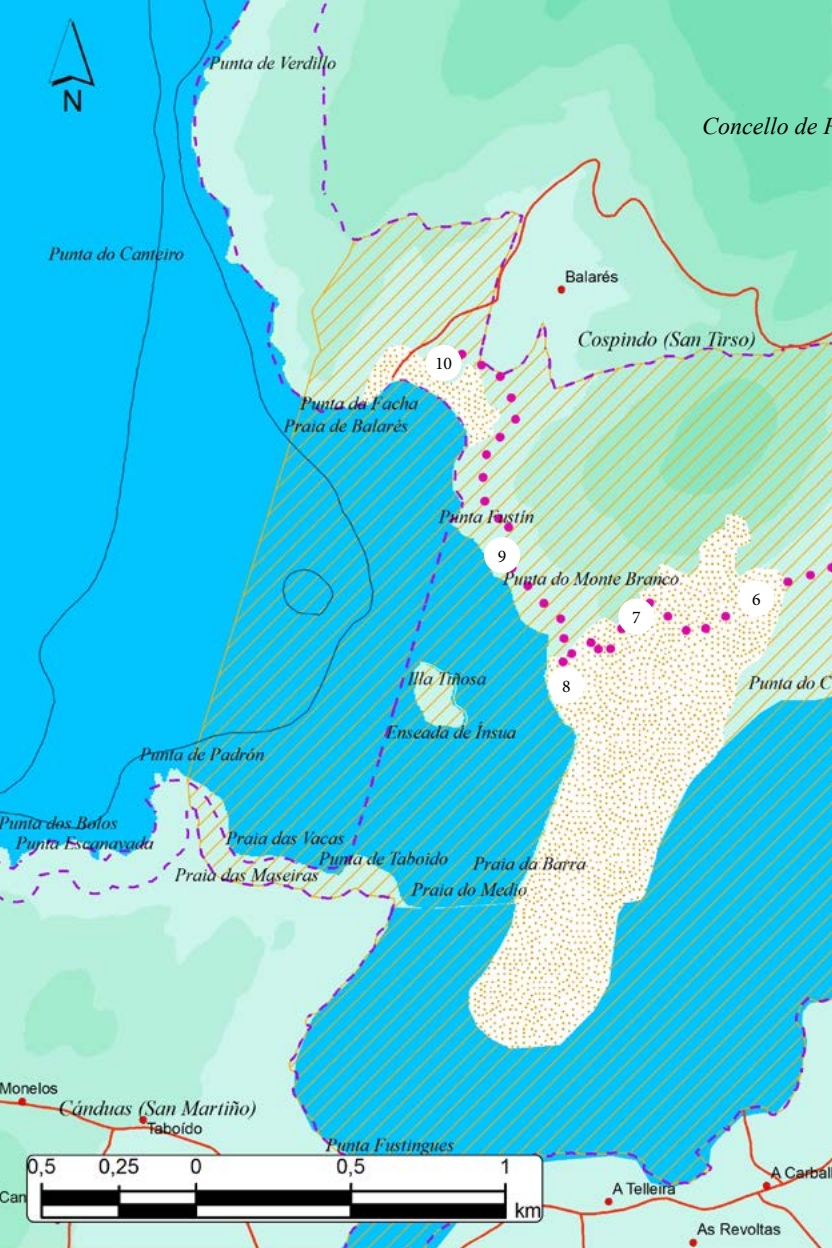 Punta de Verdillo
N
Concello de
Punta do Canteiro
Balarés
Cospindo (San Tirso)
10
Punta da Facha
Praia de Balarés
Punta Fustín
9
Punta do Monte Branco
6
7
8
Illa Tiñosa
Punta do C
Enseada de Ínsua
Punta de Padrón
Punta dos Bolos
Punta Escanavada
Praia das Vacas
Punta de Taboido
Praia da Barra
Praia das Maseiras
Praia do Medio
Monelos
Cánduas (San Martiño)
Taboído
Punta Fustingues
0,5 0,25 0 0,5 1
km
Can
A Telleira
A Carball
As Revoltas